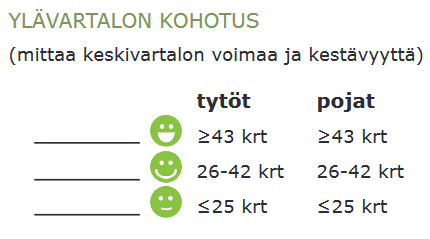 YLÄVARTALON KOHOTUS
(mittaa keskivartalon voimaa ja kestävyyttä)
tytöt pojat
≥43 krt ≥43 krt
26-42 krt 26-42 krt
≤25 krt ≤25 krt